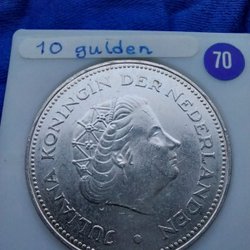 10 gulden
70
JULIANA KONINGIN DER NEDERLANDEN